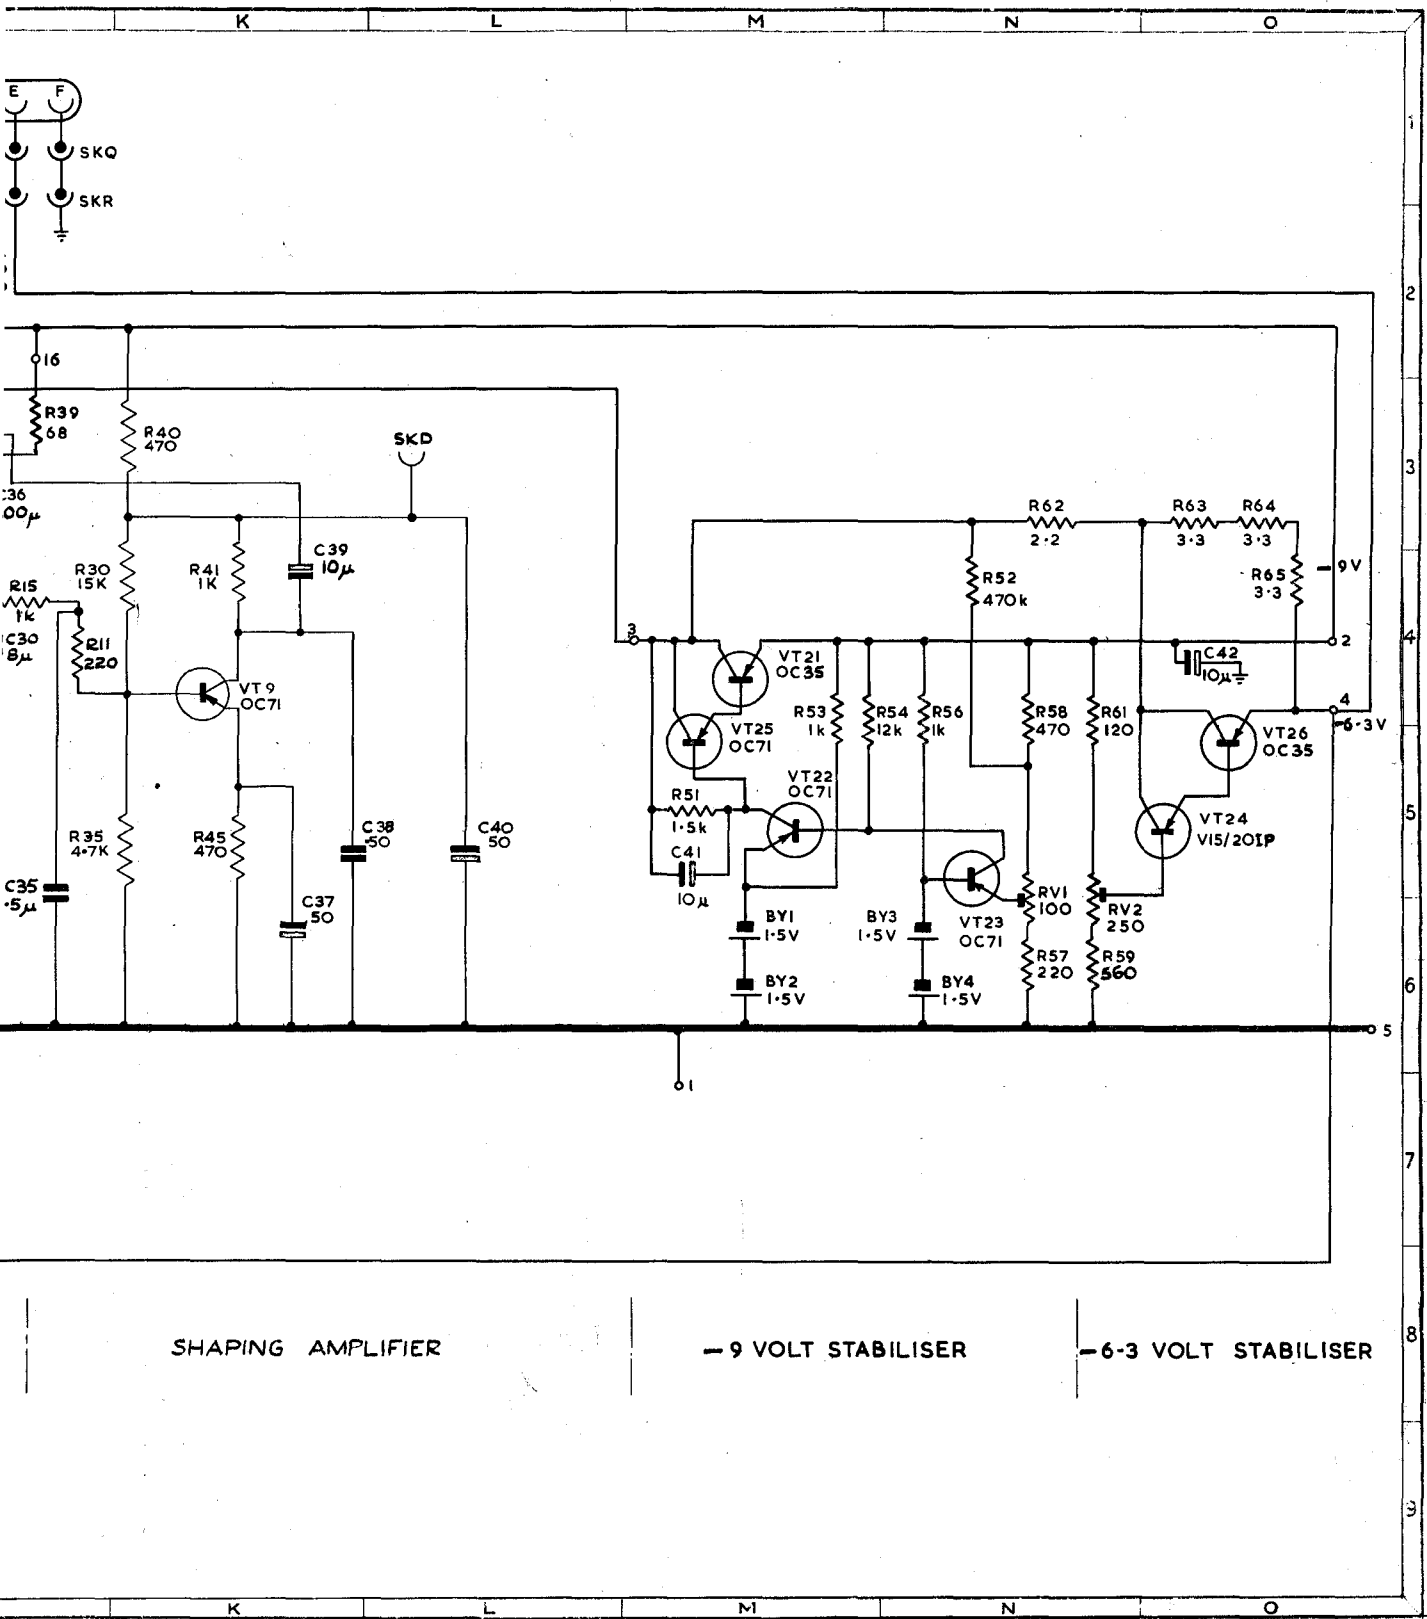 K L M N O
E F
1
SKQ
SKR
2
16
R39
68
R40
470
SKD
3
00μ
R30
15K
R41
1K
C39
10μ
R62
2·2
R63
3·3
R64
3·3
R52
470k
R65
3·3
-9V
R15
1k
C30
8μ
R11
220
3
4
2
VT21
OC35
C42
10μ
VT9
OC71
R53
1k
R54
12k
R56
1k
R58
470
R61
120
4
-6·3V
VT25
OC71
VT26
OC35
VT22
OC71
R51
1·5k
5
VT24
V15/201P
R35
4·7K
R45
470
C38
50
C40
50
C41
10μ
C35
·5μ
C37
50
BY1
1·5V
BY3
1·5V
VT23
OC71
RV1
100
RV2
250
BY2
1·5V
BY4
1·5V
R57
220
R59
560
6
5
1
7
SHAPING AMPLIFIER
-9 VOLT STABILISER
-6·3 VOLT STABILISER
8
9
K L M N O